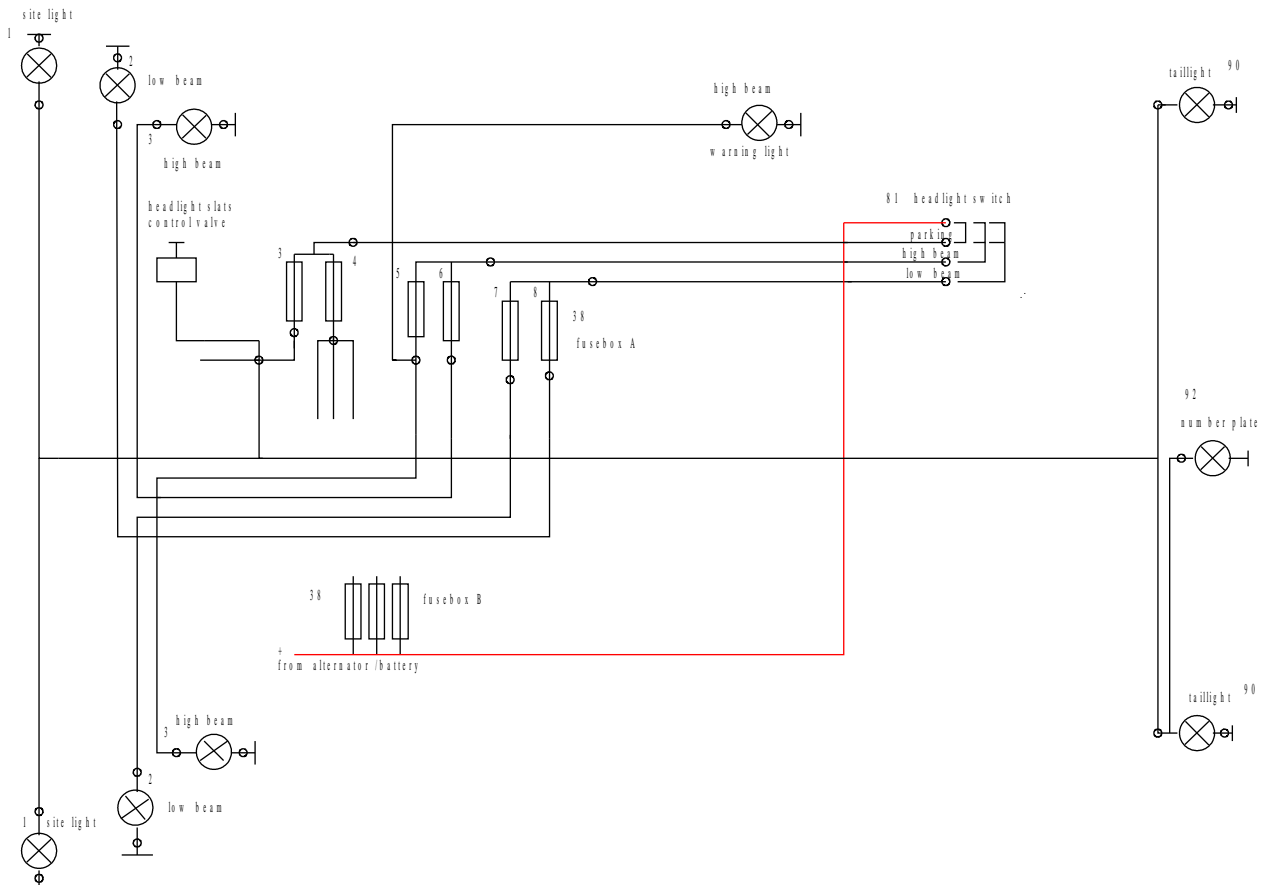 site light
1
2
low beam
3
high beam
headlight slats
control valve
high beam
warning light
taillight 90
81 headlight switch
parking
high beam
low beam
3
4
5
6
7
8
38
fusebox A
92
number plate
38
fusebox B
+
from alternator /battery
taillight 90
high beam
3
2
low beam
1 site light